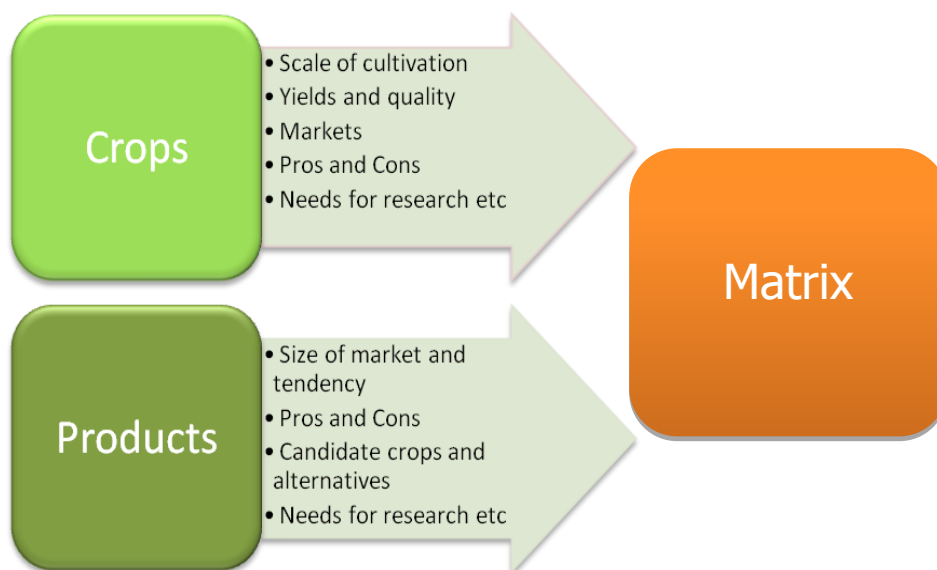 Crops
• Scale of cultivation
• Yields and quality
• Markets
• Pros and Cons
• Needs for research etc
Products
• Size of market and
tendency
• Pros and Cons
• Candidate crops and
alternatives
• Needs for research etc
Matrix